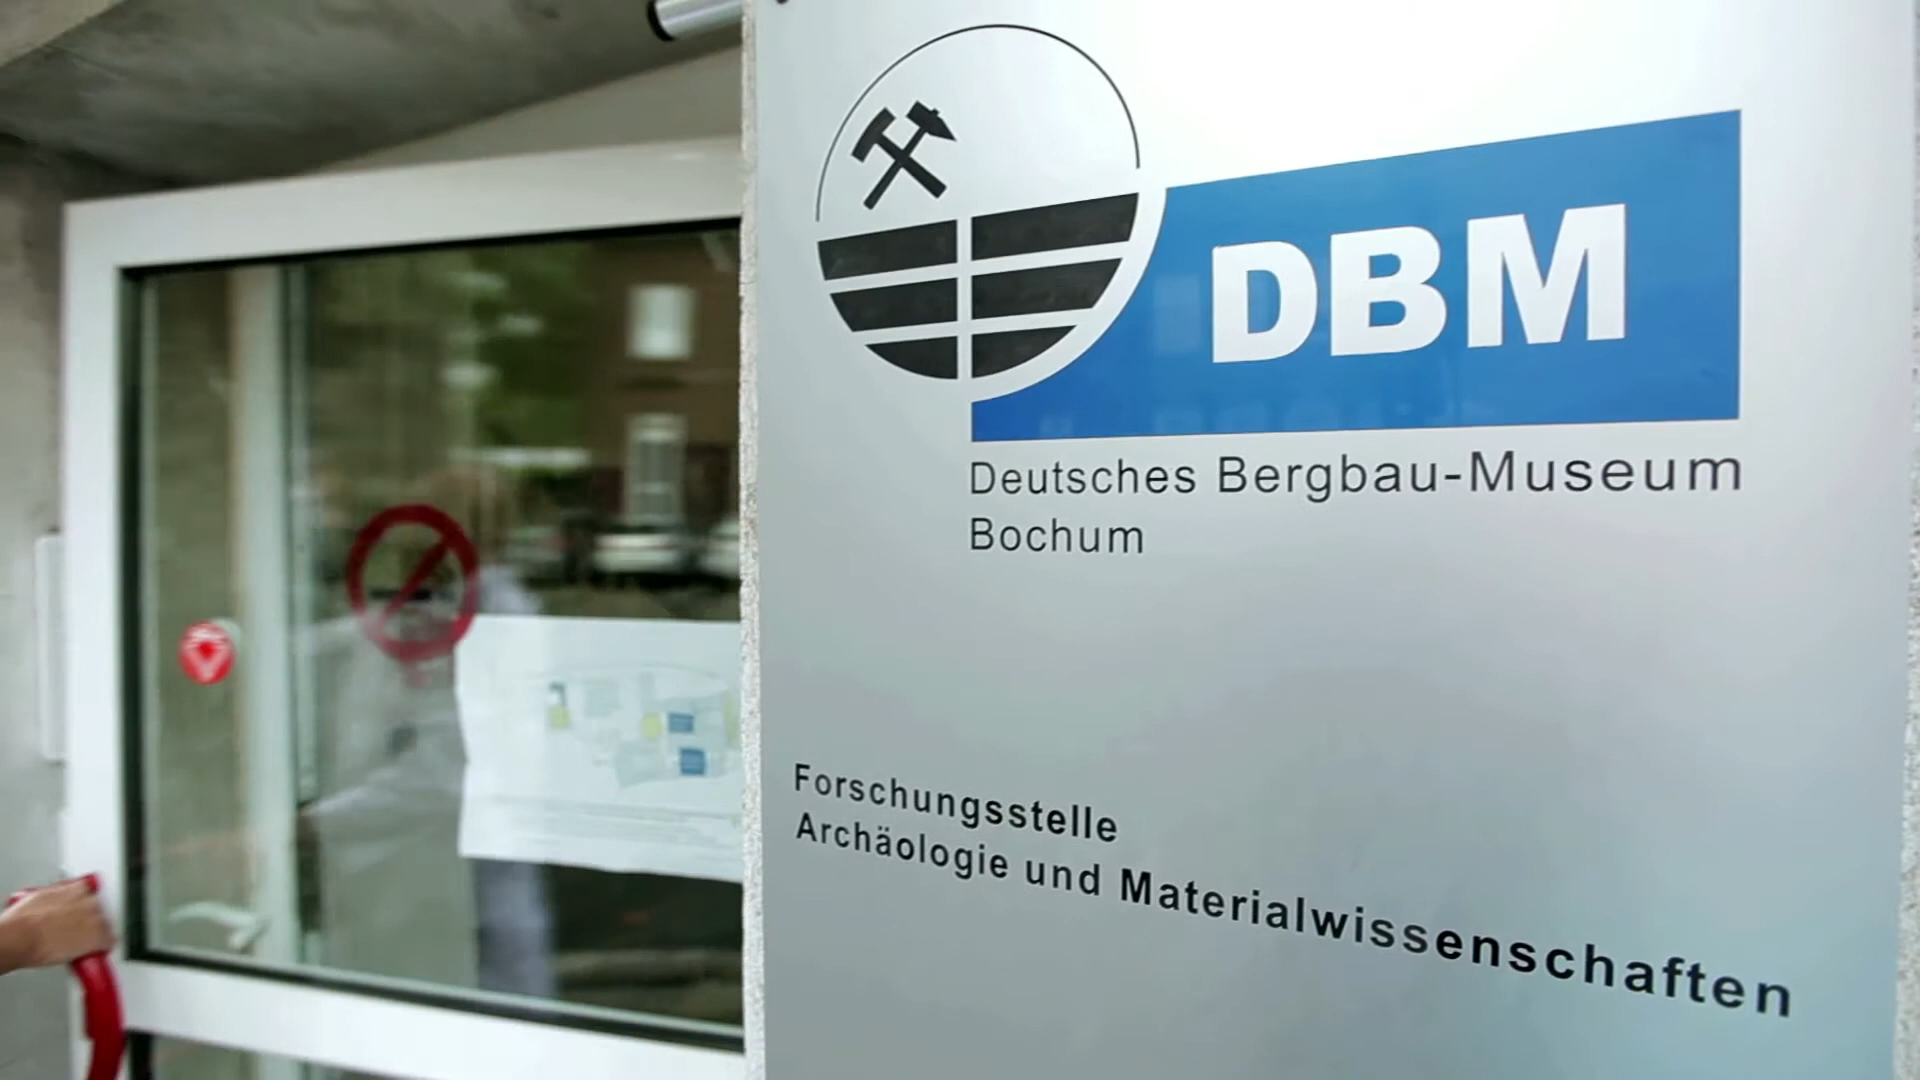 DBM
Deutsches Bergbau-Museum
Bochum
Forschungsstelle
Archäologie und Materialwissenschaften